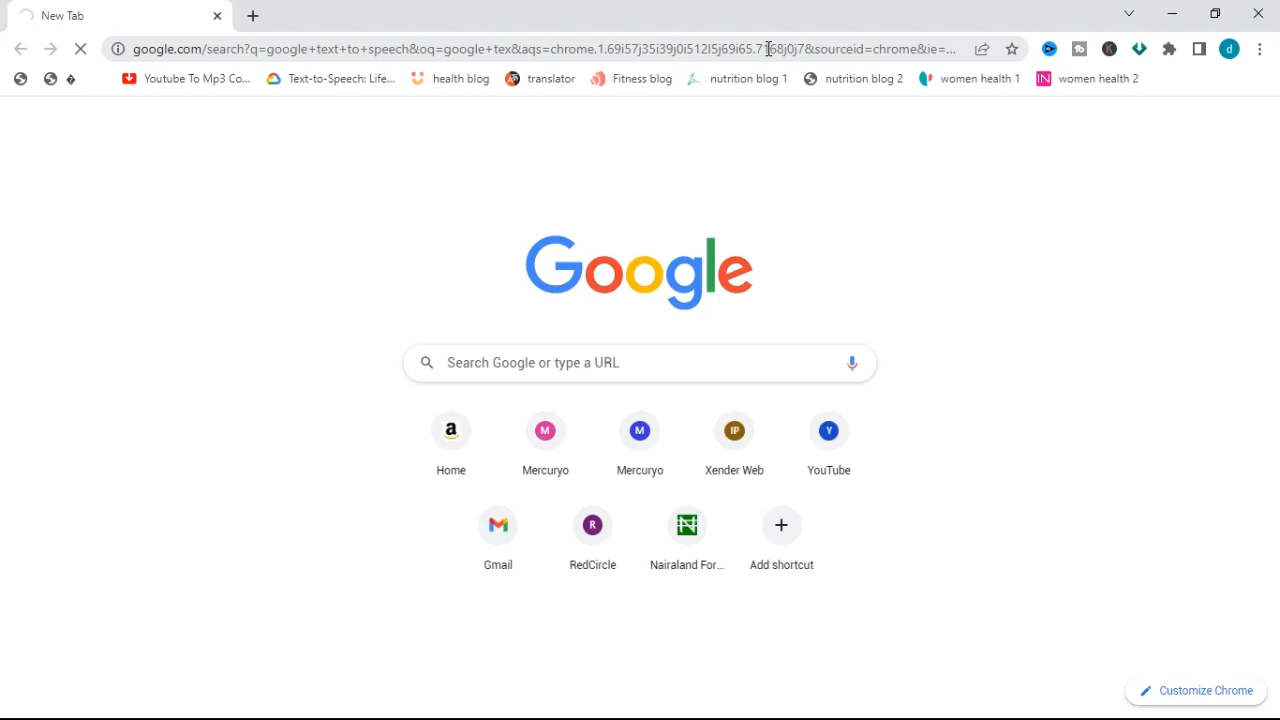 New Tab
google.com/search?q=google+text+to+speech&oq=google+tex&aqs=chrome.1.69i57j35i39j0i512l5j69i65.7168j0j7&sourceid=chrome&ie=...
d
Youtube To Mp3 Co... Text-to-Speech: Life... health blog translator Fitness blog nutrition blog 1 nutrition blog 2 women health 1 IN women health 2
Google
Search Google or type a URL
a M M IP Y
Home Mercuryo Mercuryo Xender Web YouTube
R N
Gmail RedCircle Nairaland For... Add shortcut
Customize Chrome